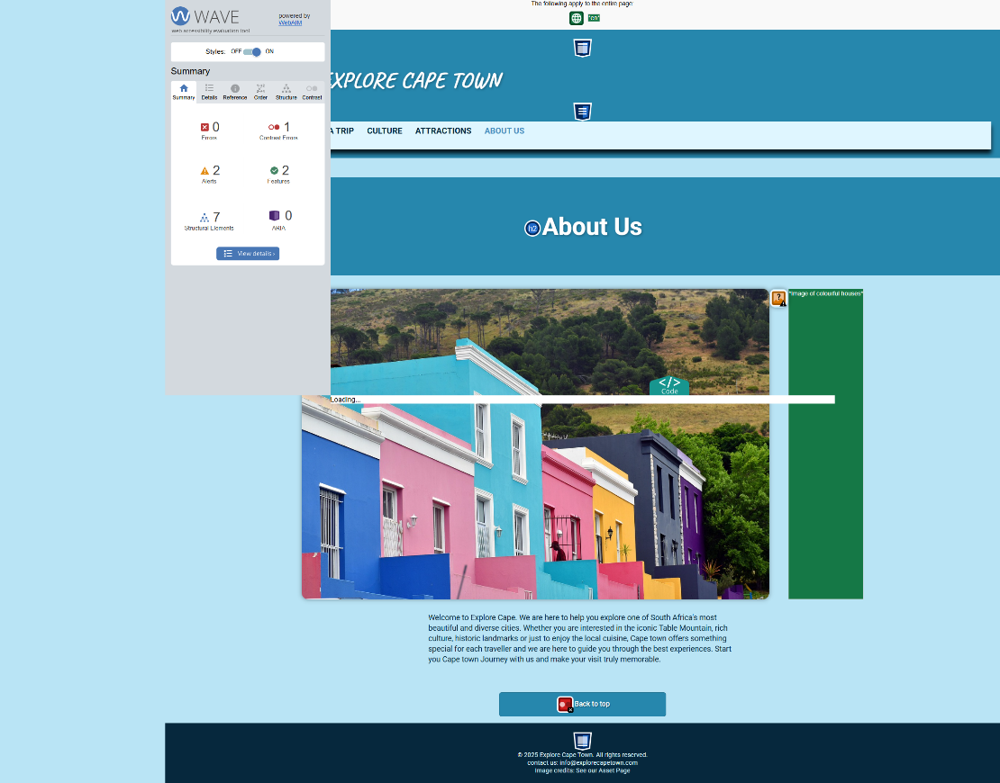 WAVE
powered by
WebAIM
web accessibility evaluation tool
Styles: OFF ON
Summary
Summary Details Reference Order Structure Contrast
0
Errors
1
Contrast Errors
2
Alerts
2
Features
7
Structural Elements
0
ARIA
View details ›
The following apply to the entire page:
*en*
EXPLORE CAPE TOWN
A TRIP CULTURE ATTRACTIONS ABOUT US
h2 About Us
?
*Image of colourful houses*
</>
Code
Loading...
Welcome to Explore Cape. We are here to help you explore one of South Africa's most
beautiful and diverse cities. Whether you are interested in the iconic Table Mountain, rich
culture, historic landmarks or just to enjoy the local cuisine, Cape town offers something
special for each traveller and we are here to guide you through the best experiences. Start
you Cape town Journey with us and make your visit truly memorable.
Back to top
© 2025 Explore Cape Town. All rights reserved.
contact us: info@explorecapetown.com
Image credits: See our Asset Page